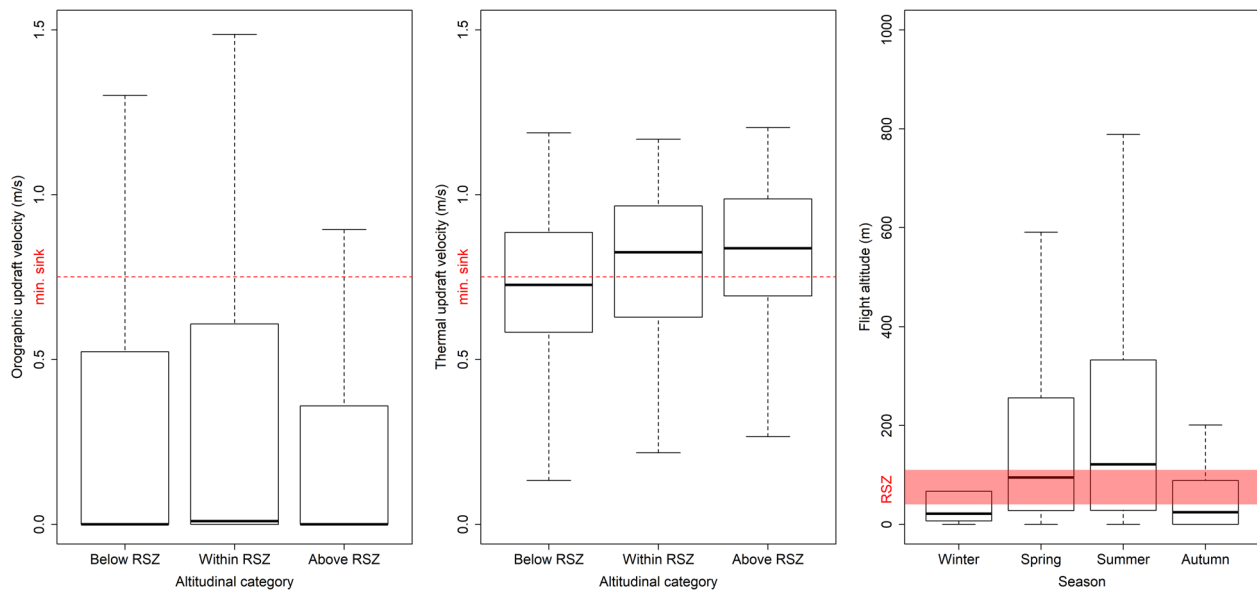 Orographic updraft velocity (m/s)
1.5
1.0
0.5
0.0
min. sink
Below RSZ
Within RSZ
Above RSZ
Altitudinal category
Thermal updraft velocity (m/s)
1.5
1.0
0.5
0.0
min. sink
Below RSZ
Within RSZ
Above RSZ
Altitudinal category
Flight altitude (m)
1000
800
600
400
200
0
RSZ
Winter
Spring
Summer
Autumn
Season